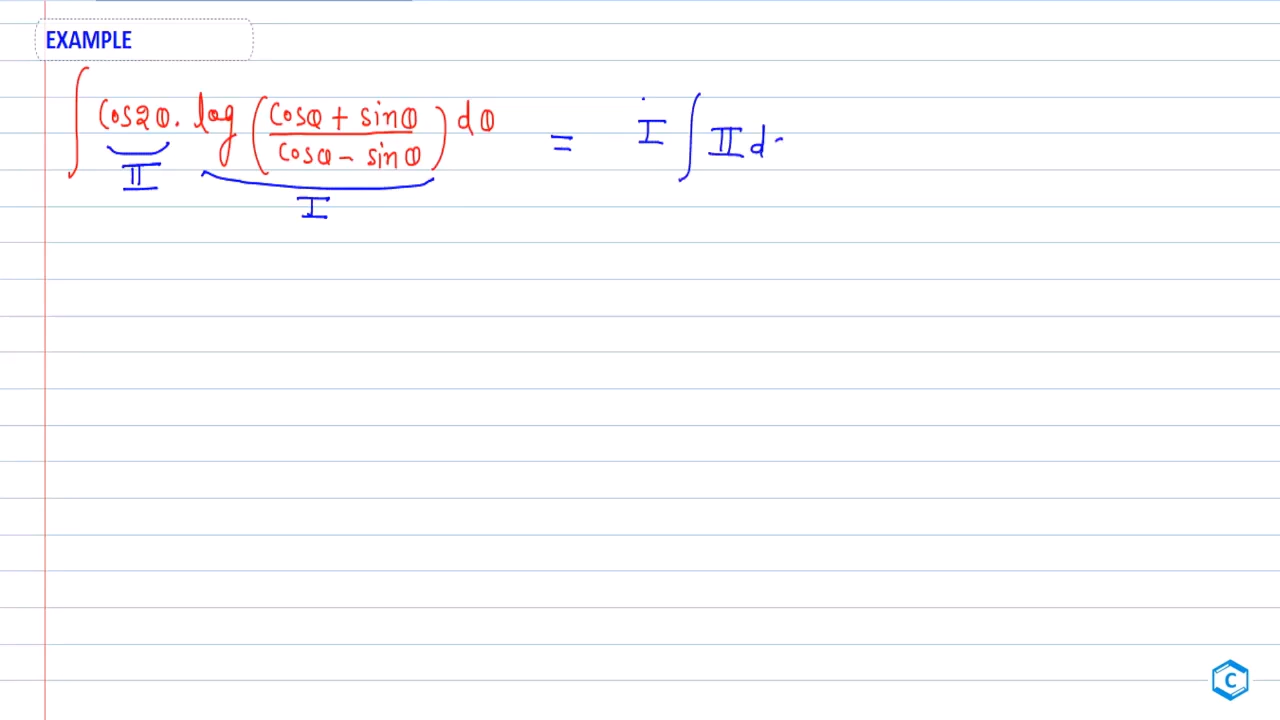 EXAMPLE
∫ cos2θ. log (cosθ + sinθ / cosθ − sinθ) dθ = I ∫ II d
II
I
C